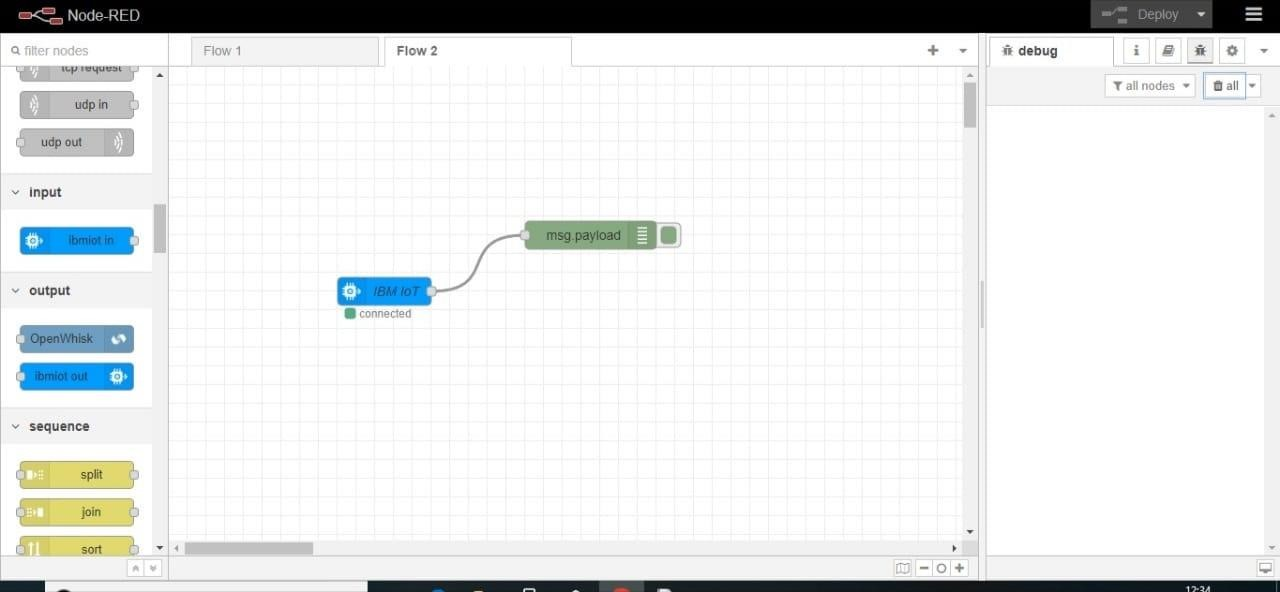 Node-RED
Deploy
filter nodes
Flow 1
Flow 2
debug
i
all nodes
all
tcp request
udp in
udp out
input
ibmiot in
output
OpenWhisk
ibmiot out
sequence
split
join
sort
msg.payload
IBM IoT
connected
12:34